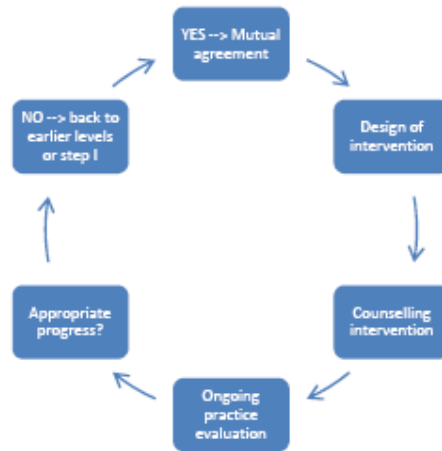 YES --> Mutual
agreement
Design of
intervention
Counselling
intervention
Ongoing
practice
evaluation
Appropriate
progress?
NO --> back to
earlier levels
or step I